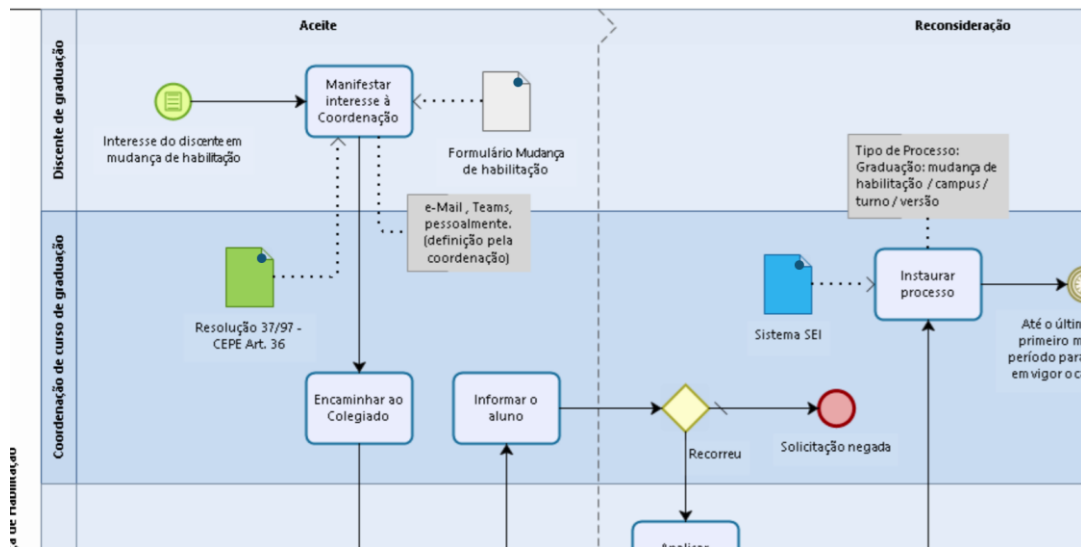 Aceite
Reconsideração
Discente de graduação
Interesse do discente em
mudança de habilitação
Manifestar
interesse à
Coordenação
Formulário Mudança
de habilitação
Tipo de Processo:
Graduação: mudança de
habilitação / campus /
turno / versão
e-Mail , Teams,
pessoalmente.
(definição pela
coordenação)
Coordenação de curso de graduação
Resolução 37/97 -
CEPE Art. 36
Sistema SEI
Instaurar
processo
Até o últim
primeiro m
período para
em vigor o c
Encaminhar ao
Colegiado
Informar o
aluno
Recorreu
Solicitação negada
de Habilitação